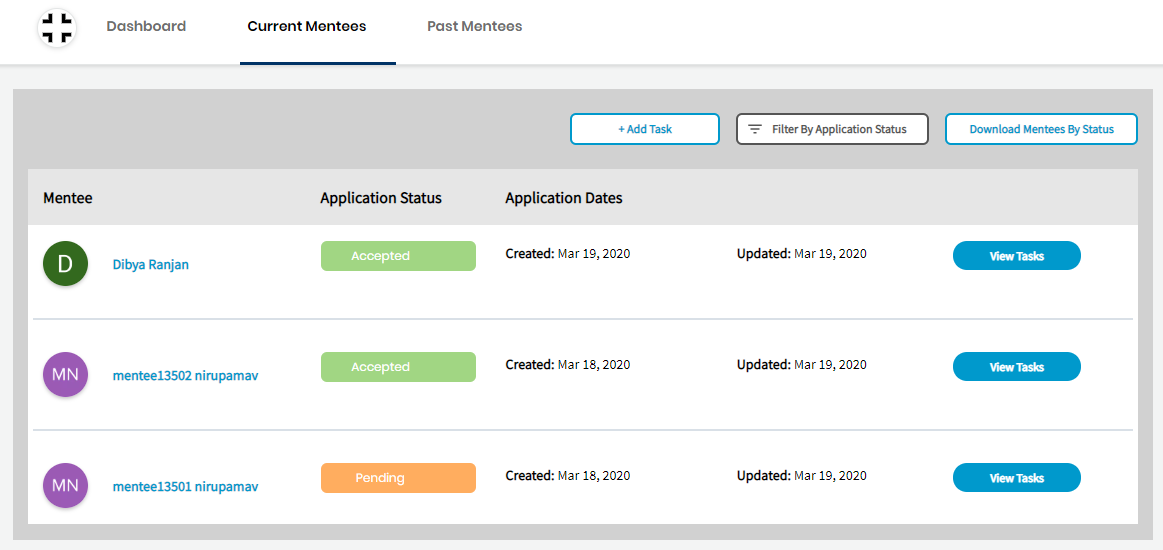 Dashboard Current Mentees Past Mentees
+ Add Task Filter By Application Status Download Mentees By Status
Mentee Application Status Application Dates
D Dibya Ranjan Accepted Created: Mar 19, 2020 Updated: Mar 19, 2020 View Tasks
MN mentee13502 nirupamav Accepted Created: Mar 18, 2020 Updated: Mar 19, 2020 View Tasks
MN mentee13501 nirupamav Pending Created: Mar 18, 2020 Updated: Mar 19, 2020 View Tasks